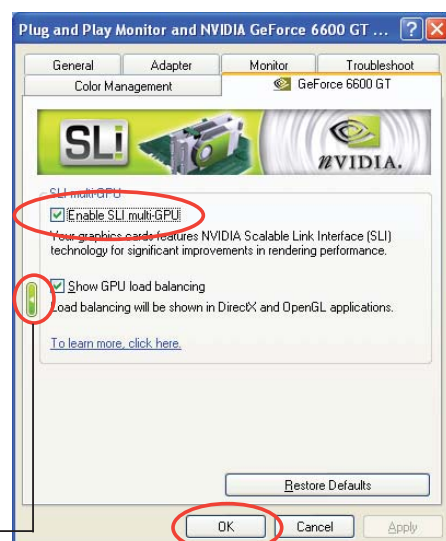 Plug and Play Monitor and NVIDIA GeForce 6600 GT ... ? X
General Adapter Monitor Troubleshoot
Color Management GeForce 6600 GT
SLI
NVIDIA.
SLI multi-GPU
Enable SLI multi-GPU
Your graphics cards features NVIDIA Scalable Link Interface (SLI)
technology for significant improvements in rendering performance.
Show GPU load balancing
Load balancing will be shown in DirectX and OpenGL applications.
To learn more, click here.
Restore Defaults
OK Cancel Apply